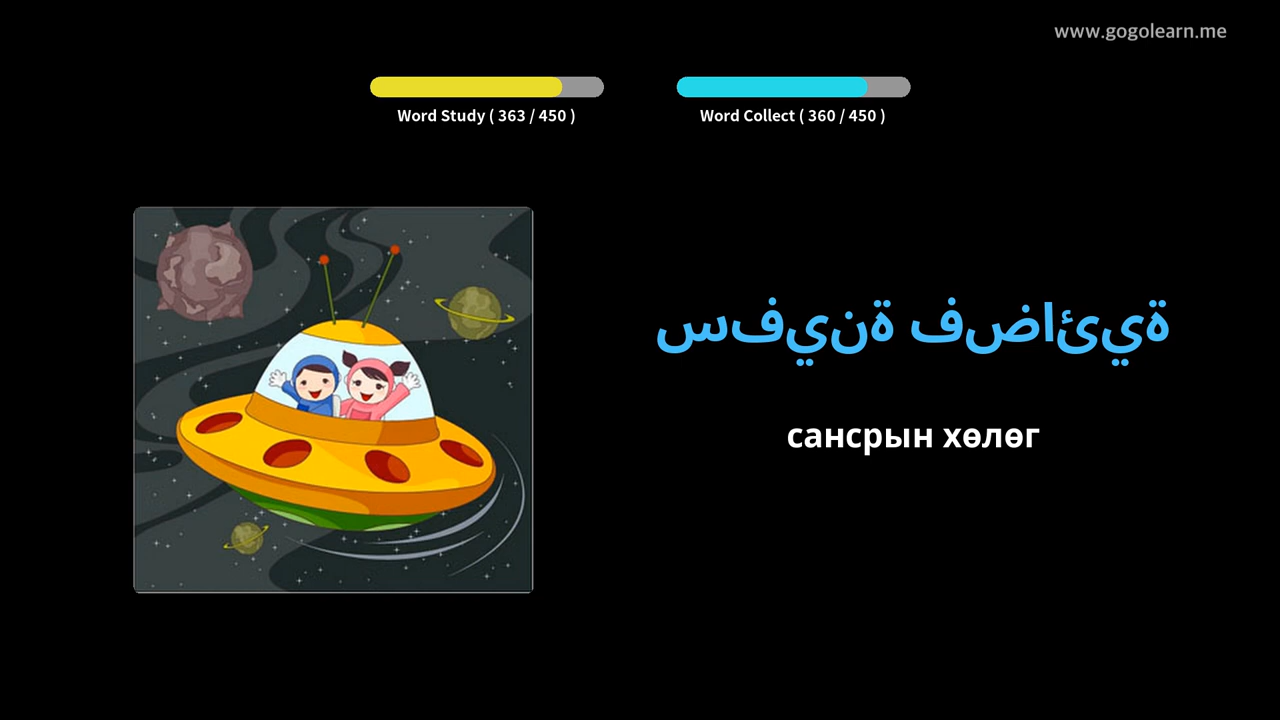 www.gogolearn.me
Word Study ( 363 / 450 )
Word Collect ( 360 / 450 )
سفينة فضائية
сансрын хөлөг